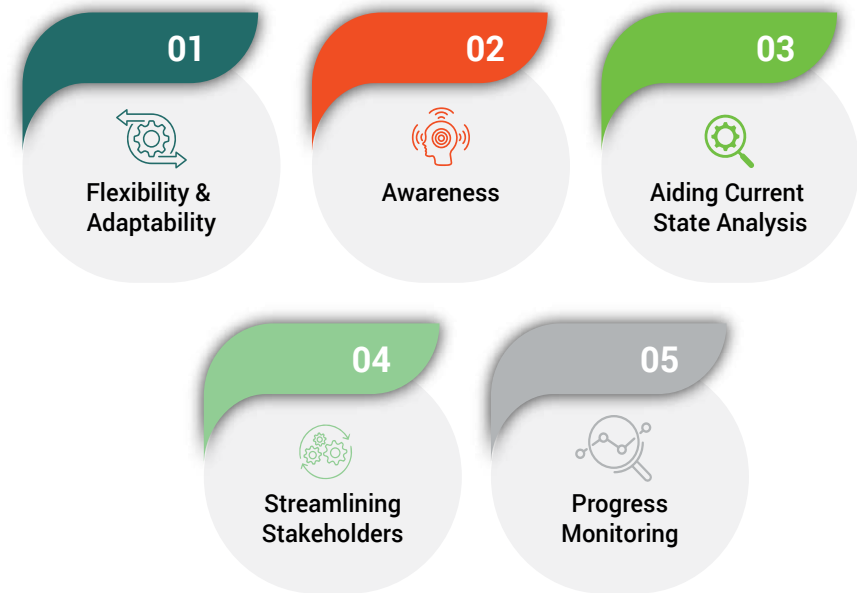 01
Flexibility &
Adaptability
02
Awareness
03
Aiding Current
State Analysis
04
Streamlining
Stakeholders
05
Progress
Monitoring